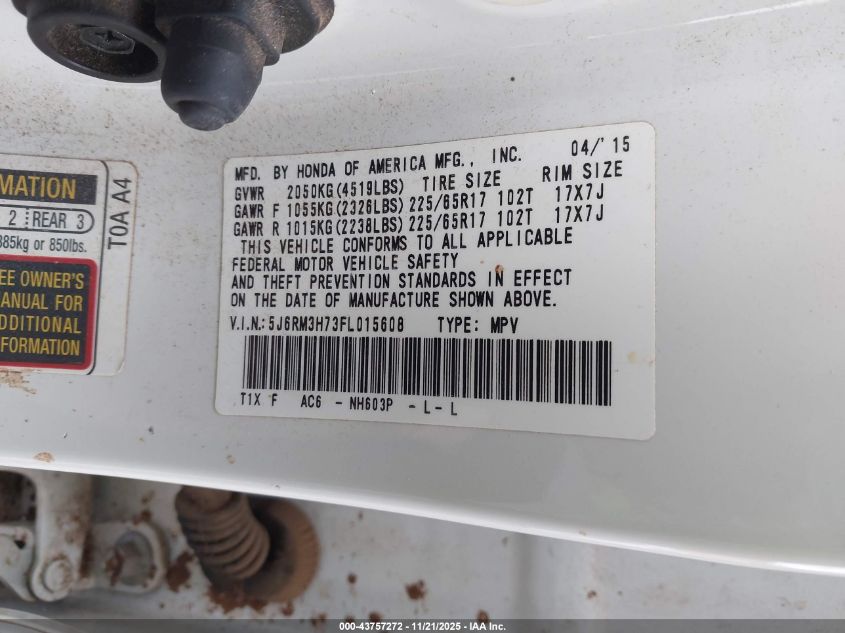 MFD. BY HONDA OF AMERICA MFG., INC. 04/'15
GVWR 2050KG(4519LBS) TIRE SIZE RIM SIZE
GAWR F 1055KG(2326LBS) 225/65R17 102T 17X7J
GAWR R 1015KG(2238LBS) 225/65R17 102T 17X7J
THIS VEHICLE CONFORMS TO ALL APPLICABLE
FEDERAL MOTOR VEHICLE SAFETY
AND THEFT PREVENTION STANDARDS IN EFFECT
ON THE DATE OF MANUFACTURE SHOWN ABOVE.
V.I.N.: 5J6RM3H73FL015608 TYPE: MPV
T1X F AC6 - NH603P - L - L
MATION
2 REAR 3
385kg or 850lbs.
EE OWNER'S
ANUAL FOR
DDITIONAL
FORMATION
T0A A4
000-43757272 - 11/21/2025 - IAA Inc.